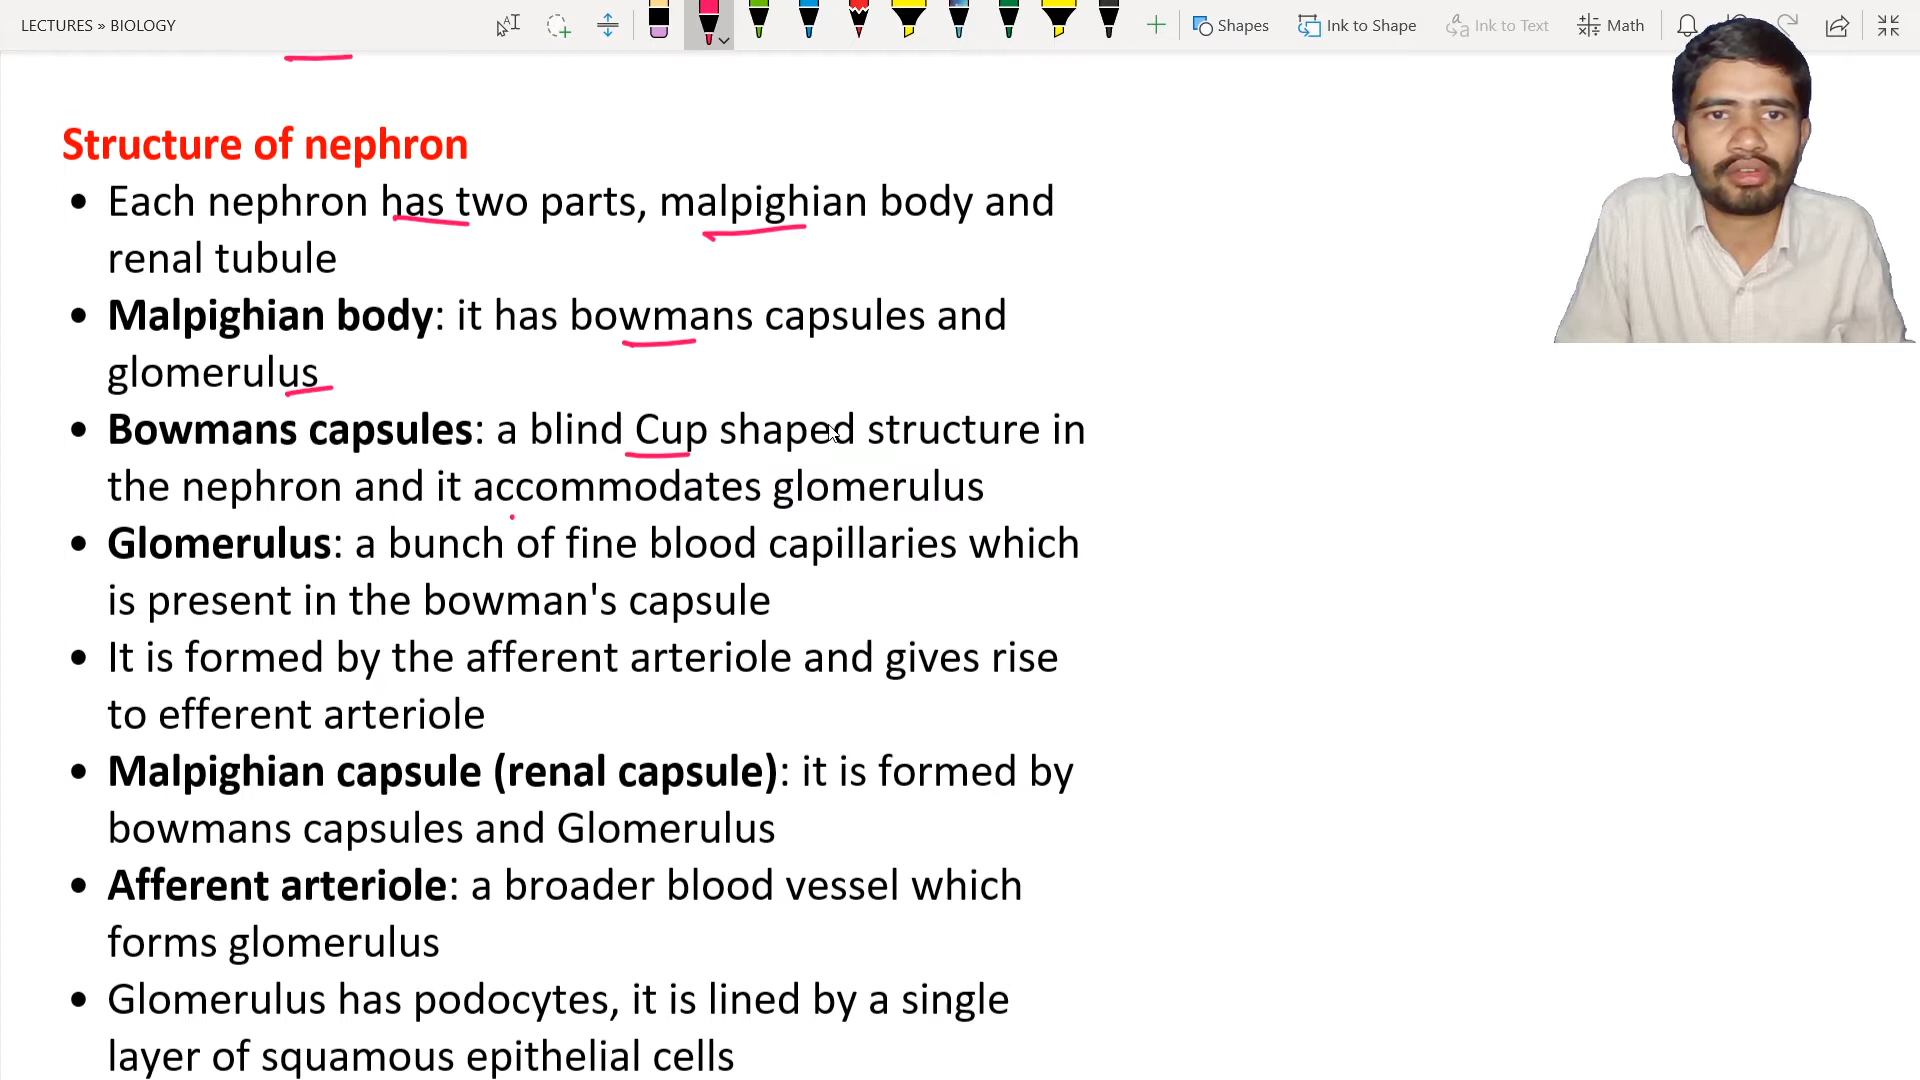 LECTURES » BIOLOGY
Shapes
Ink to Shape
Ink to Text
Math
Structure of nephron
• Each nephron has two parts, malpighian body and
renal tubule
• Malpighian body: it has bowmans capsules and
glomerulus
• Bowmans capsules: a blind Cup shaped structure in
the nephron and it accommodates glomerulus
• Glomerulus: a bunch of fine blood capillaries which
is present in the bowman's capsule
• It is formed by the afferent arteriole and gives rise
to efferent arteriole
• Malpighian capsule (renal capsule): it is formed by
bowmans capsules and Glomerulus
• Afferent arteriole: a broader blood vessel which
forms glomerulus
• Glomerulus has podocytes, it is lined by a single
layer of squamous epithelial cells